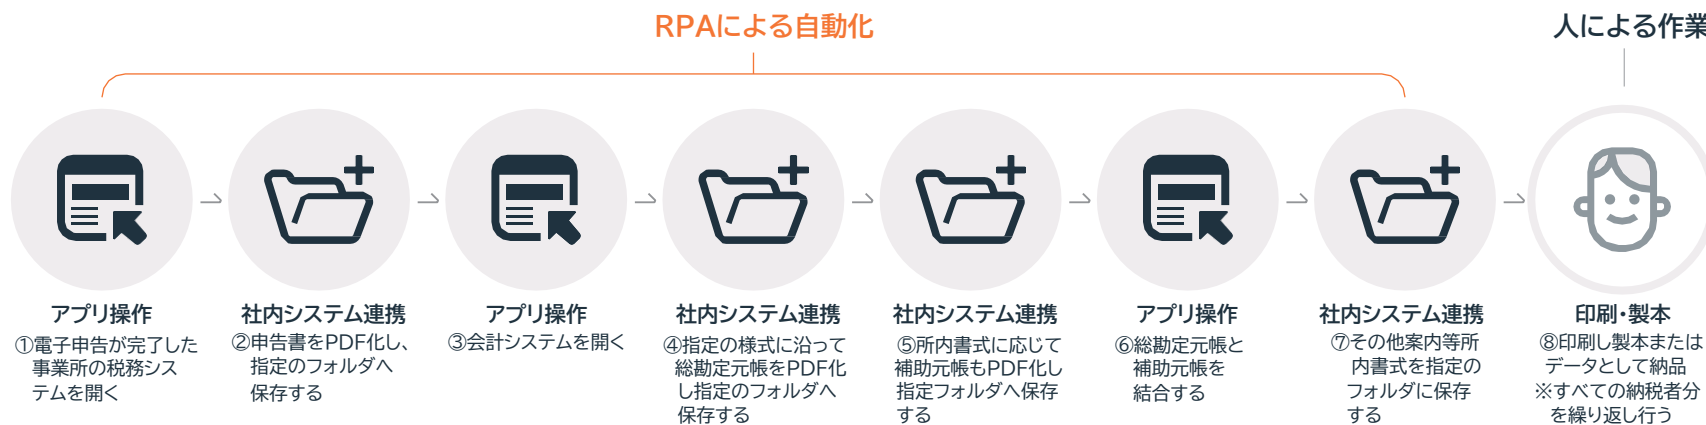 RPAによる自動化
人による作業
アプリ操作
①電子申告が完了した
事業所の税務シス
テムを開く
社内システム連携
②申告書をPDF化し、
指定のフォルダへ
保存する
アプリ操作
③会計システムを開く
社内システム連携
④指定の様式に沿って
総勘定元帳をPDF化
し指定のフォルダへ
保存する
社内システム連携
⑤所内書式に応じて
補助元帳もPDF化し
指定フォルダへ保存
する
アプリ操作
⑥総勘定元帳と
補助元帳を
結合する
社内システム連携
⑦その他案内等所
内書式を指定の
フォルダに保存
する
印刷・製本
⑧印刷し製本または
データとして納品
※すべての納税者分
を繰り返し行う